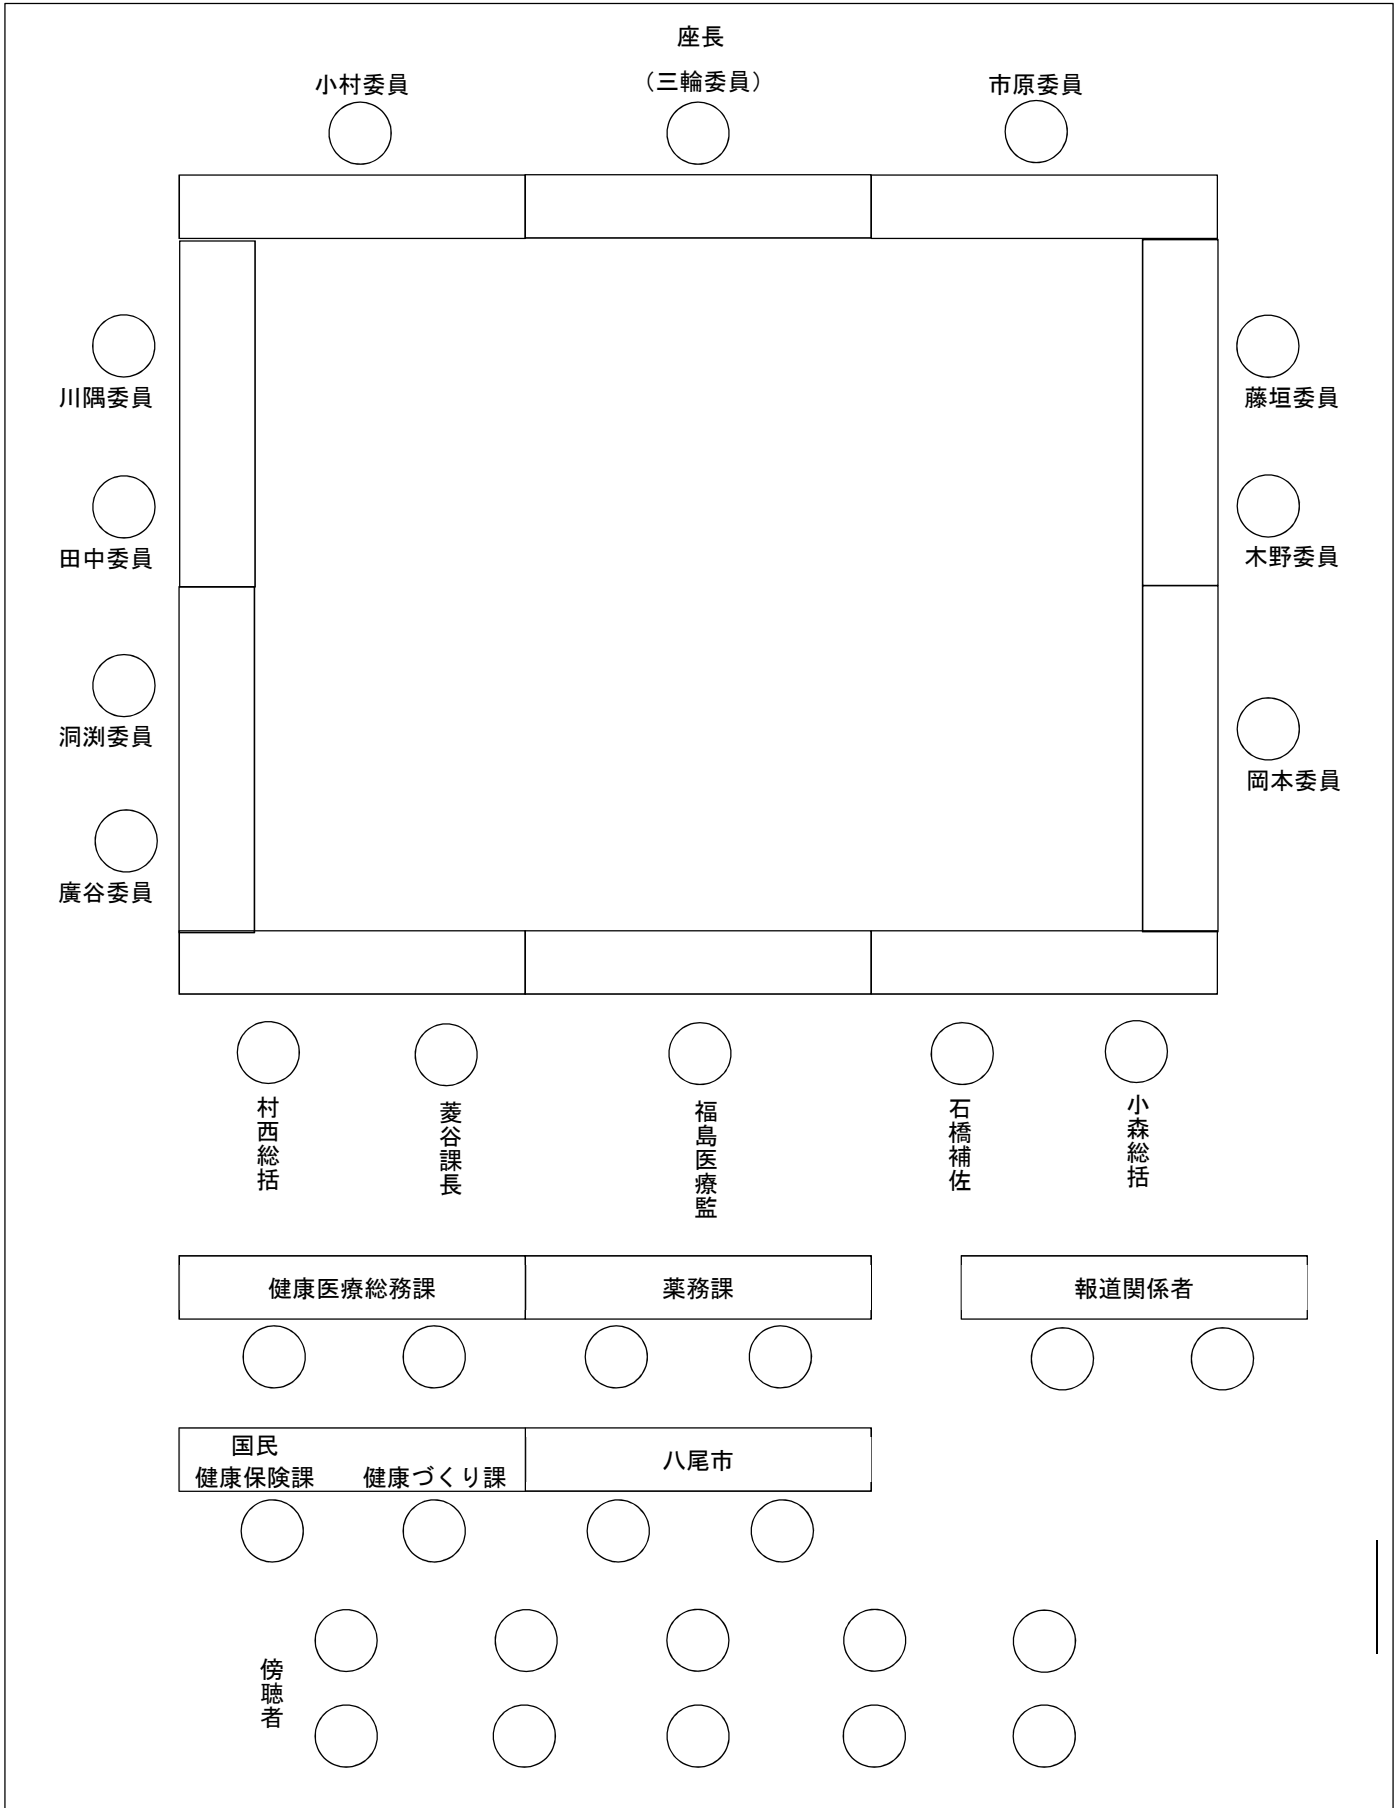 座長
小村委員
（三輪委員）
市原委員
川隅委員
藤垣委員
田中委員
木野委員
洞渕委員
岡本委員
廣谷委員
村西総括
菱谷課長
福島医療監
石橋補佐
小森総括
健康医療総務課
薬務課
報道関係者
国民
健康保険課
健康づくり課
八尾市
傍聴者